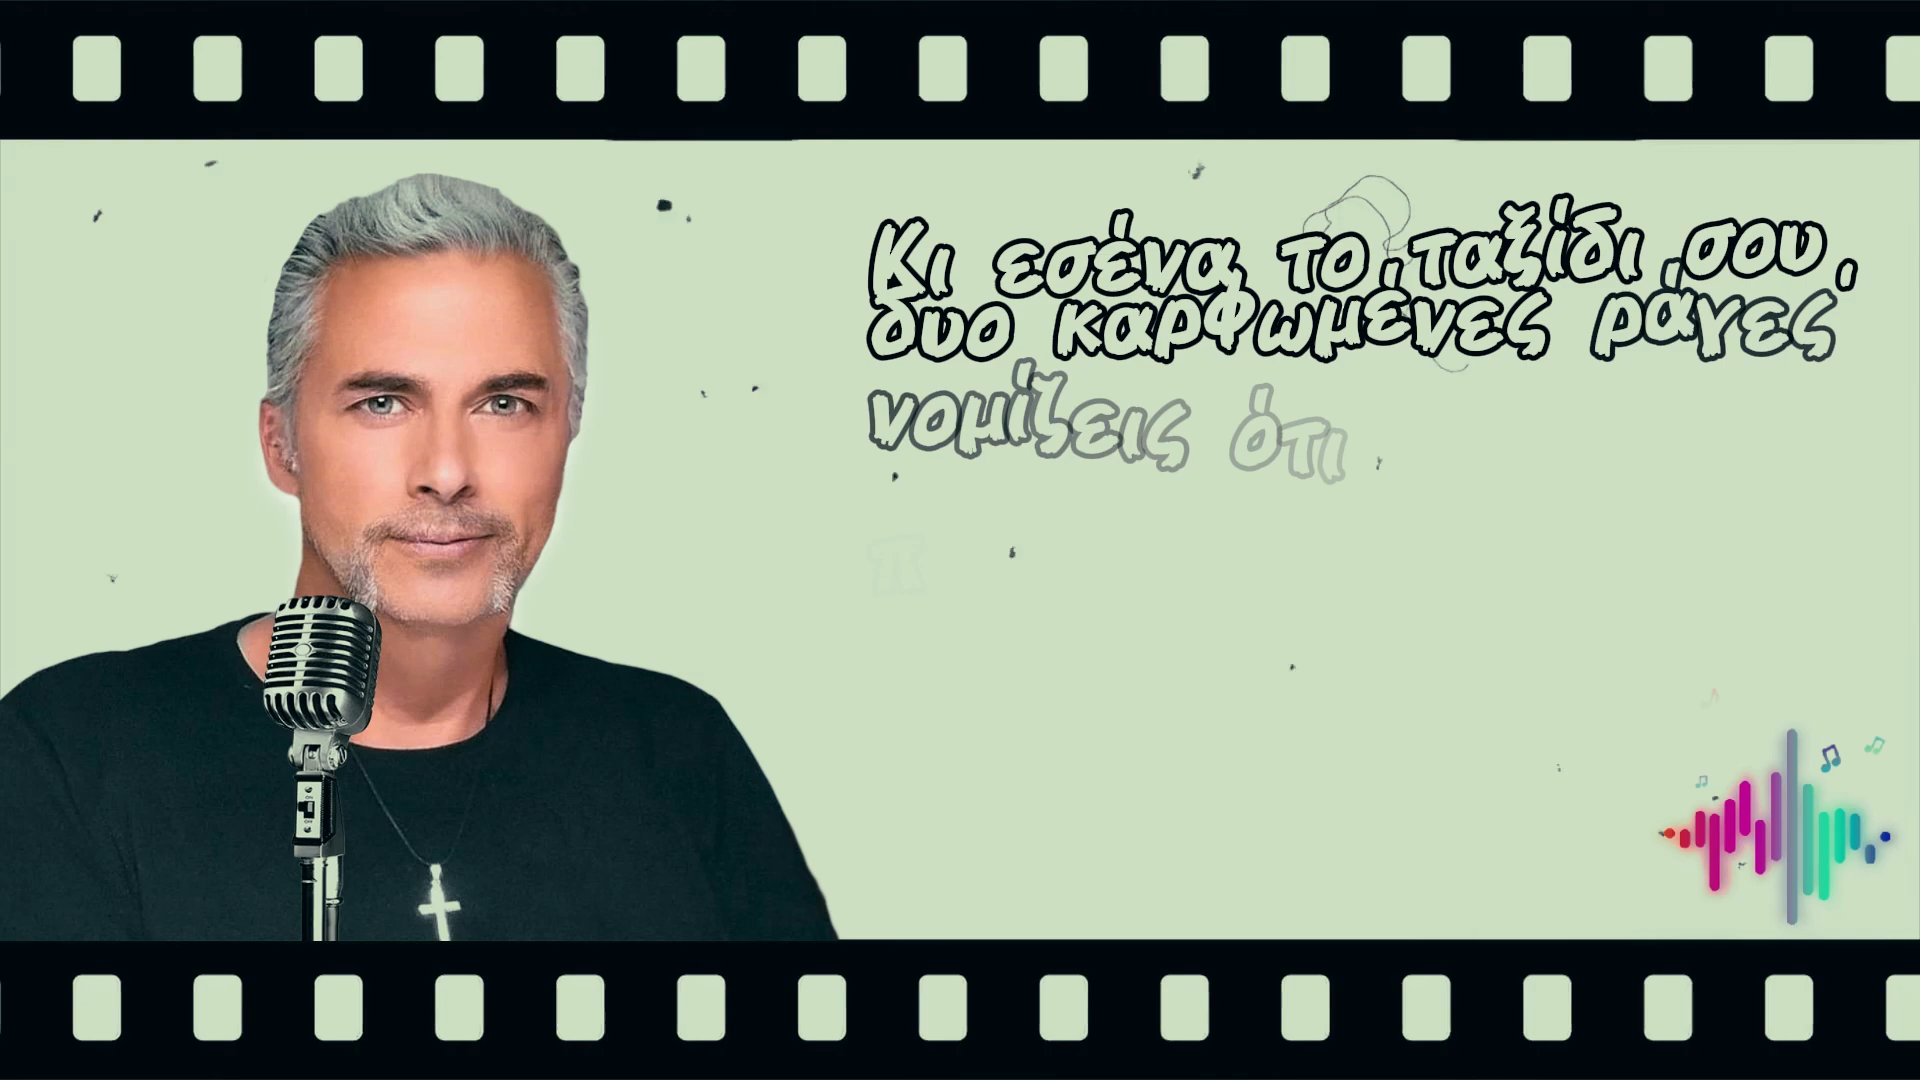 Κι εσένα το ταξίδι σου,
δυο καρφωμένες ράγες
νομίζεις ότι
π